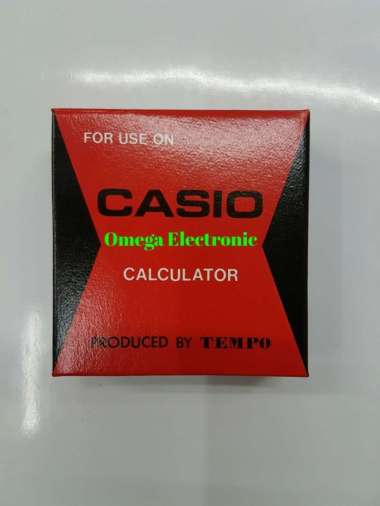 FOR USE ON
CASIO
Omega Electronic
CALCULATOR
PRODUCED BY TEMPO